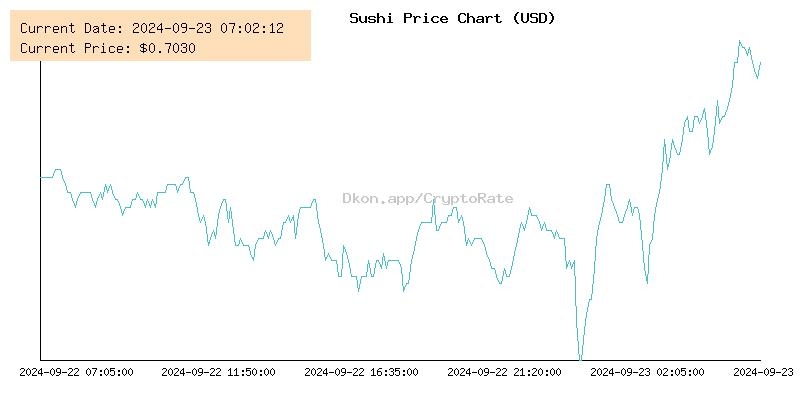 Sushi Price Chart (USD)
Current Date: 2024-09-23 07:02:12
Current Price: $0.7030
Dkon.app/CryptoRate
2024-09-22 07:05:00 2024-09-22 11:50:00 2024-09-22 16:35:00 2024-09-22 21:20:00 2024-09-23 02:05:00 2024-09-23